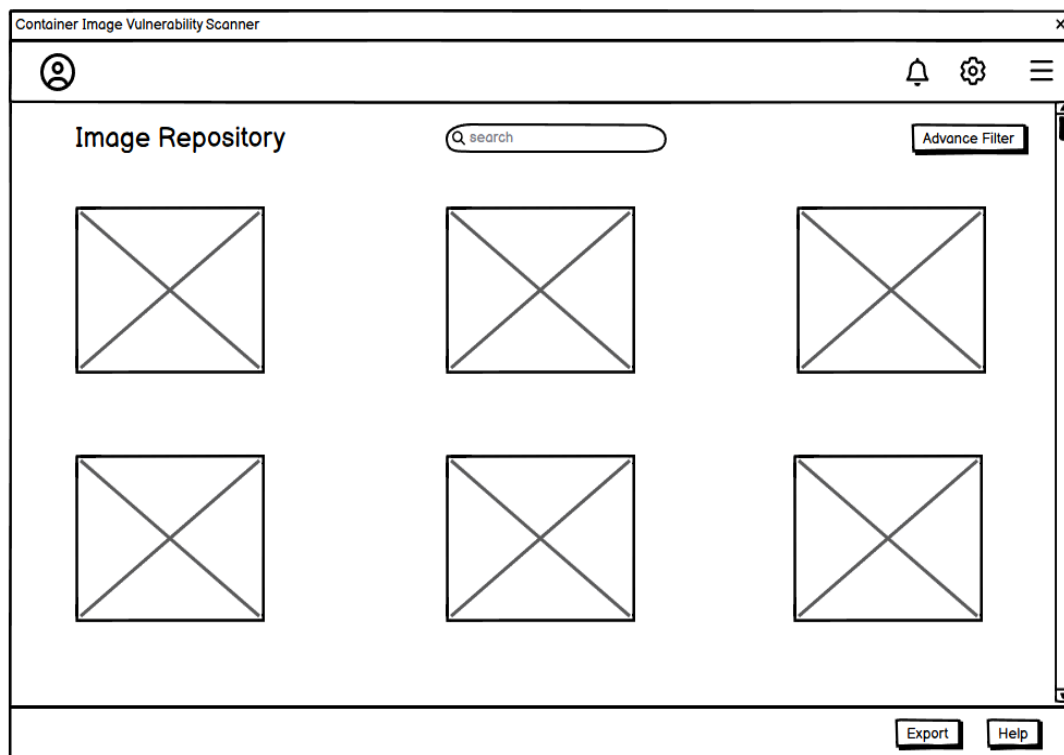 Container Image Vulnerability Scanner
Image Repository
search
Advance Filter
Export
Help